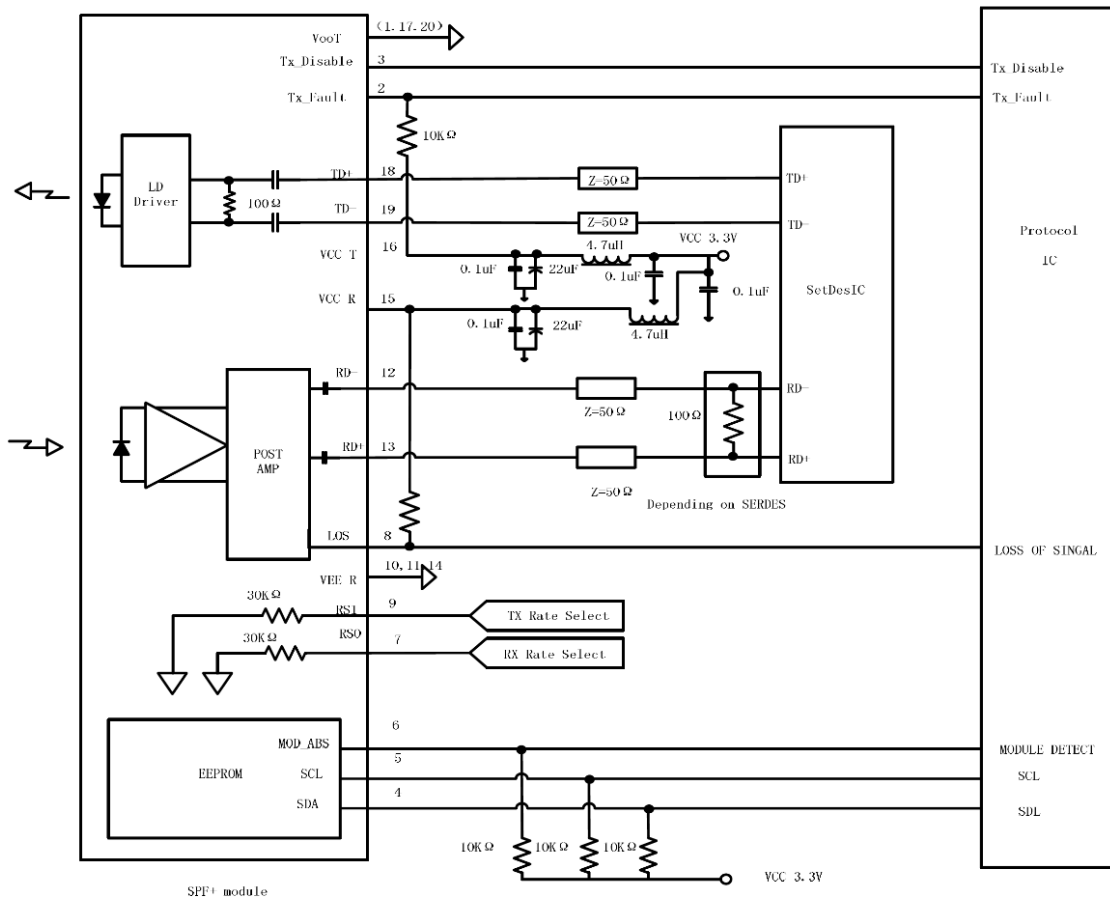 (1.17.20)
VooT
Tx_Disable
3
Tx Disable
Tx_Fault
2
Tx_Fault
10KΩ
LD
Driver
100Ω
TD+
18
Z=50Ω
TD+
TD-
19
Z=50Ω
TD-
VCC T
16
4.7uH
VCC 3.3V
0.1uF
22uF
0.1uF
0.1uF
SetDesIC
Protocol
IC
VCC R
15
0.1uF
22uF
4.7uH
RD-
12
Z=50Ω
100Ω
RD-
POST
AMP
RD+
13
Z=50Ω
RD+
Depending on SERDES
LOS
8
LOSS OF SINGAL
VEE R
10,11,14
30KΩ
RS1
9
TX Rate Select
30KΩ
RS0
7
RX Rate Select
EEPROM
MOD_ABS
6
MODULE DETECT
SCL
5
SCL
SDA
4
SDL
10KΩ
10KΩ
10KΩ
VCC 3.3V
SPF+ module